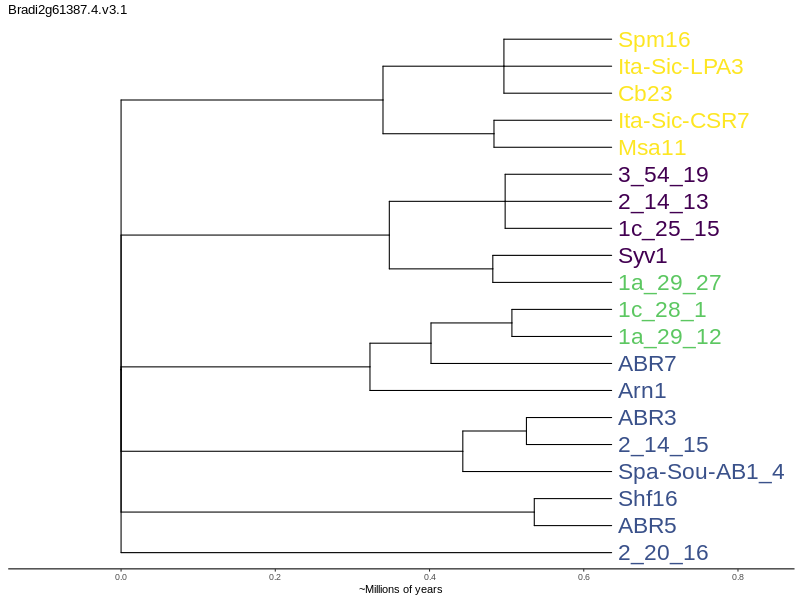 Bradi2g61387.4.v3.1
Spm16
Ita-Sic-LPA3
Cb23
Ita-Sic-CSR7
Msa11
3_54_19
2_14_13
1c_25_15
Syv1
1a_29_27
1c_28_1
1a_29_12
ABR7
Arn1
ABR3
2_14_15
Spa-Sou-AB1_4
Shf16
ABR5
2_20_16
0.0 0.2 0.4 0.6 0.8
~Millions of years